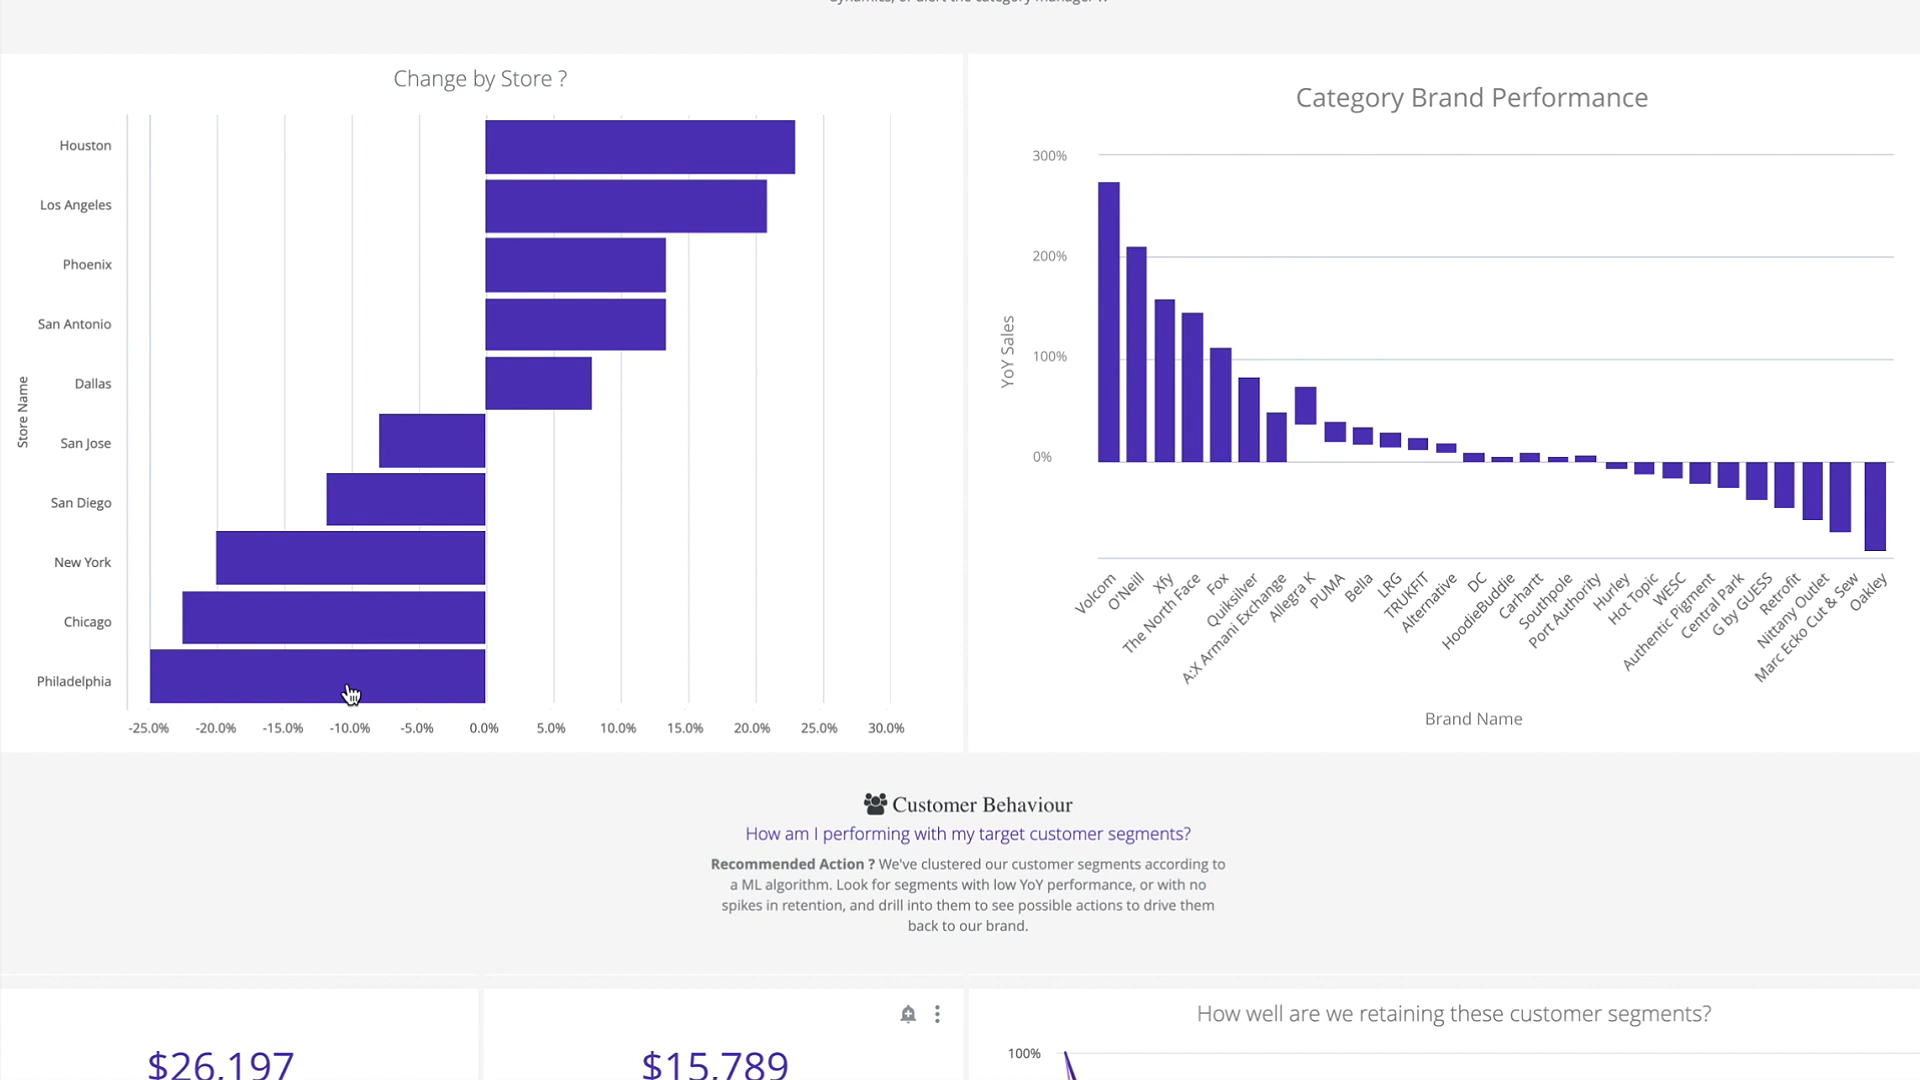 dynamics, or alert the category manager
Change by Store ?
Store Name
Houston
Los Angeles
Phoenix
San Antonio
Dallas
San Jose
San Diego
New York
Chicago
Philadelphia
-25.0% -20.0% -15.0% -10.0% -5.0% 0.0% 5.0% 10.0% 15.0% 20.0% 25.0% 30.0%
Category Brand Performance
YoY Sales
300%
200%
100%
0%
Volcom
O'Neill
Xfy
The North Face
Fox
Quiksilver
A:X Armani Exchange
Allegra K
PUMA
Bella
LRG
TRUKFIT
Alternative
DC
HoodieBuddie
Carhartt
Southpole
Port Authority
Hurley
Hot Topic
WESC
Authentic Pigment
Central Park
G by GUESS
Retrofit
Nittany Outlet
Marc Ecko Cut & Sew
Oakley
Brand Name
Customer Behaviour
How am I performing with my target customer segments?
Recommended Action ? We've clustered our customer segments according to
a ML algorithm. Look for segments with low YoY performance, or with no
spikes in retention, and drill into them to see possible actions to drive them
back to our brand.
$26,197
$15,789
How well are we retaining these customer segments?
100%